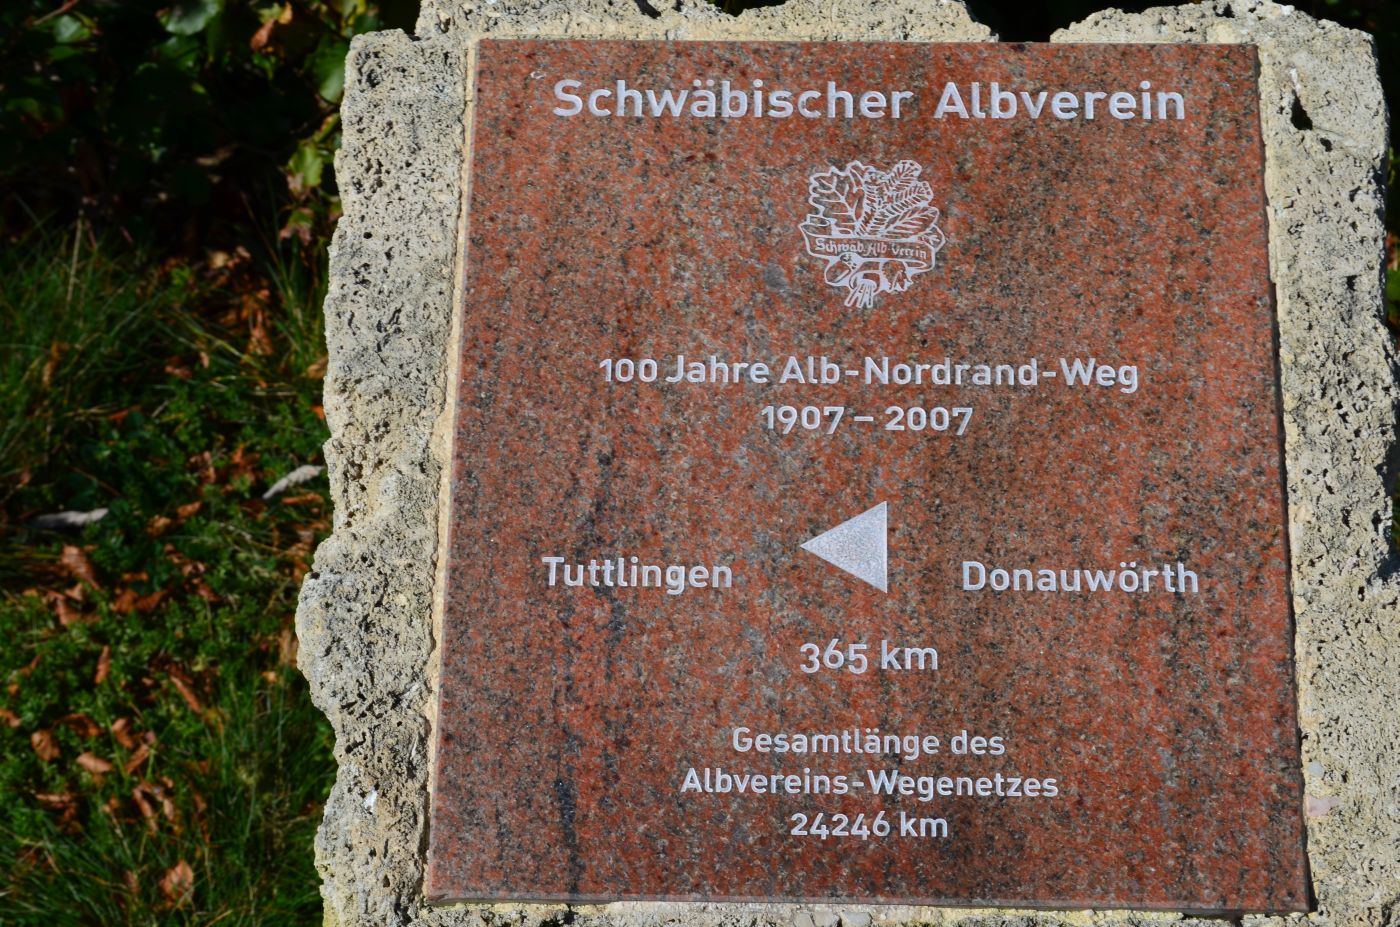 Schwäbischer Albverein
Schwäb. Alb-Verein
100 Jahre Alb-Nordrand-Weg
1907 – 2007
Tuttlingen Donauwörth
365 km
Gesamtlänge des
Albvereins-Wegenetzes
24246 km